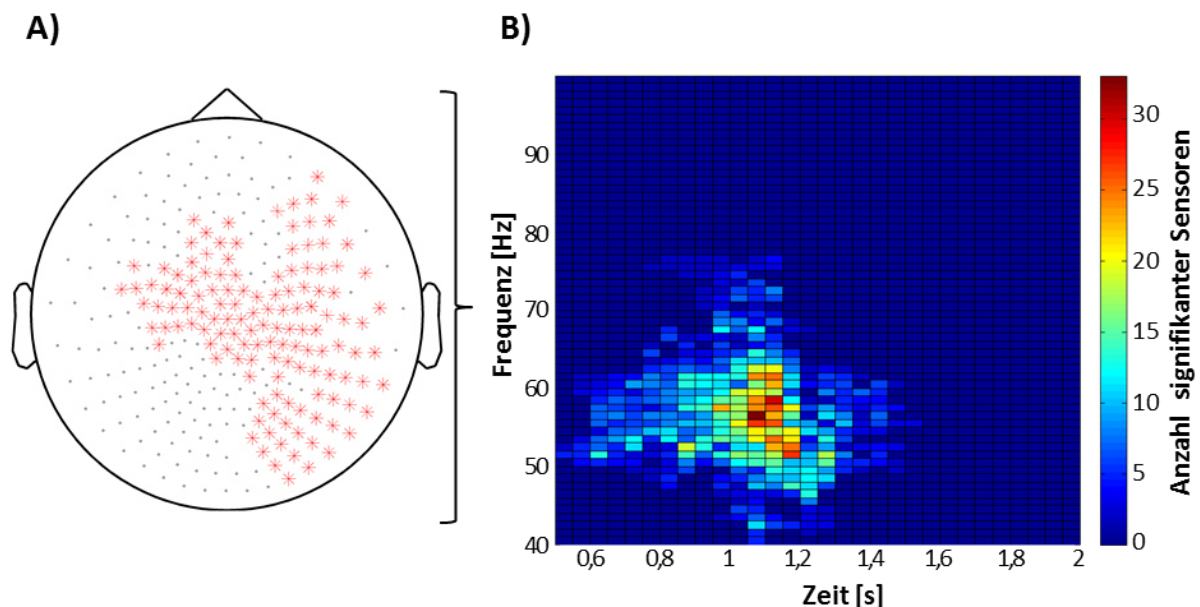 A)
B)
Frequenz [Hz]
90
80
70
60
50
40
0,6 0,8 1 1,2 1,4 1,6 1,8 2
Zeit [s]
30
25
20
15
10
5
0
Anzahl signifikanter Sensoren